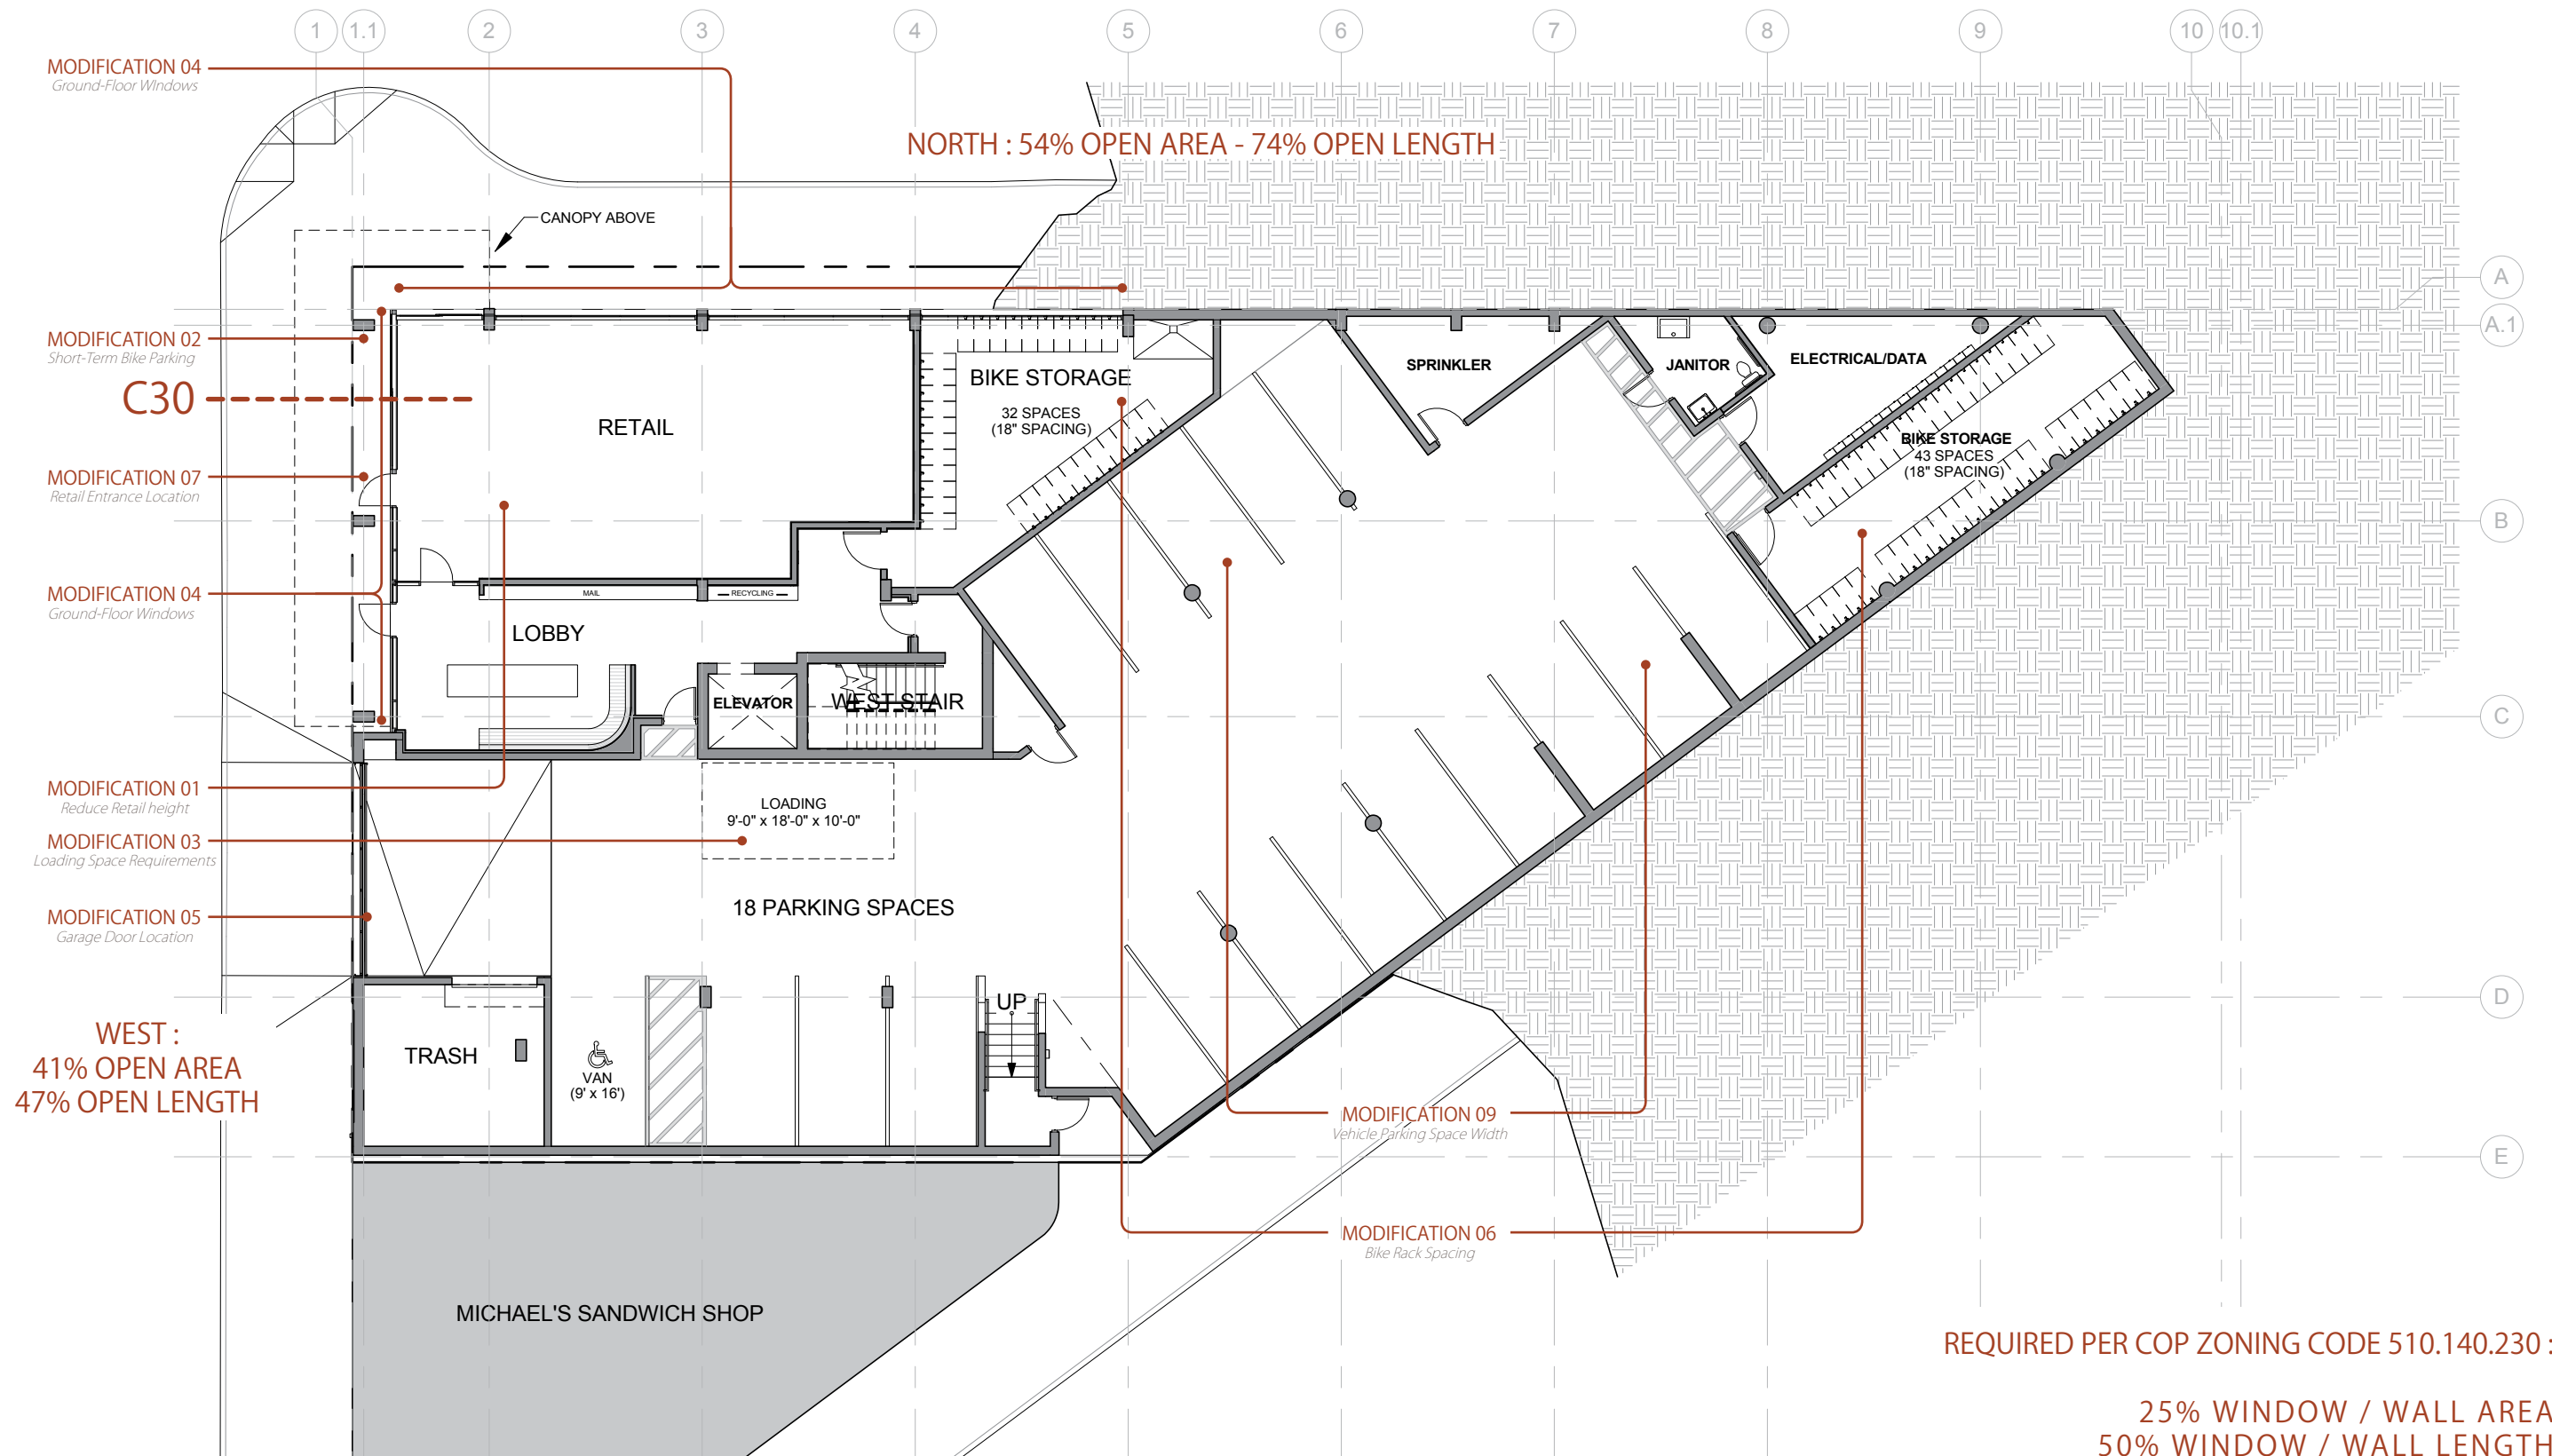 1
1.1
2
3
4
5
6
7
8
9
10
10.1
MODIFICATION 04
Ground-Floor Windows
NORTH : 54% OPEN AREA - 74% OPEN LENGTH
CANOPY ABOVE
A
A.1
MODIFICATION 02
Short-Term Bike Parking
C30
RETAIL
BIKE STORAGE
32 SPACES
(18" SPACING)
SPRINKLER
JANITOR
ELECTRICAL/DATA
BIKE STORAGE
43 SPACES
(18" SPACING)
MODIFICATION 07
Retail Entrance Location
B
MODIFICATION 04
Ground-Floor Windows
MAIL
RECYCLING
LOBBY
ELEVATOR
WEST STAIR
C
MODIFICATION 01
Reduce Retail height
LOADING
9'-0" x 18'-0" x 10'-0"
MODIFICATION 03
Loading Space Requirements
18 PARKING SPACES
MODIFICATION 05
Garage Door Location
D
UP
WEST :
41% OPEN AREA
47% OPEN LENGTH
TRASH
VAN
(9' x 16')
MODIFICATION 09
Vehicle Parking Space Width
E
MODIFICATION 06
Bike Rack Spacing
MICHAEL'S SANDWICH SHOP
REQUIRED PER COP ZONING CODE 510.140.230 :
25% WINDOW / WALL AREA
50% WINDOW / WALL LENGTH